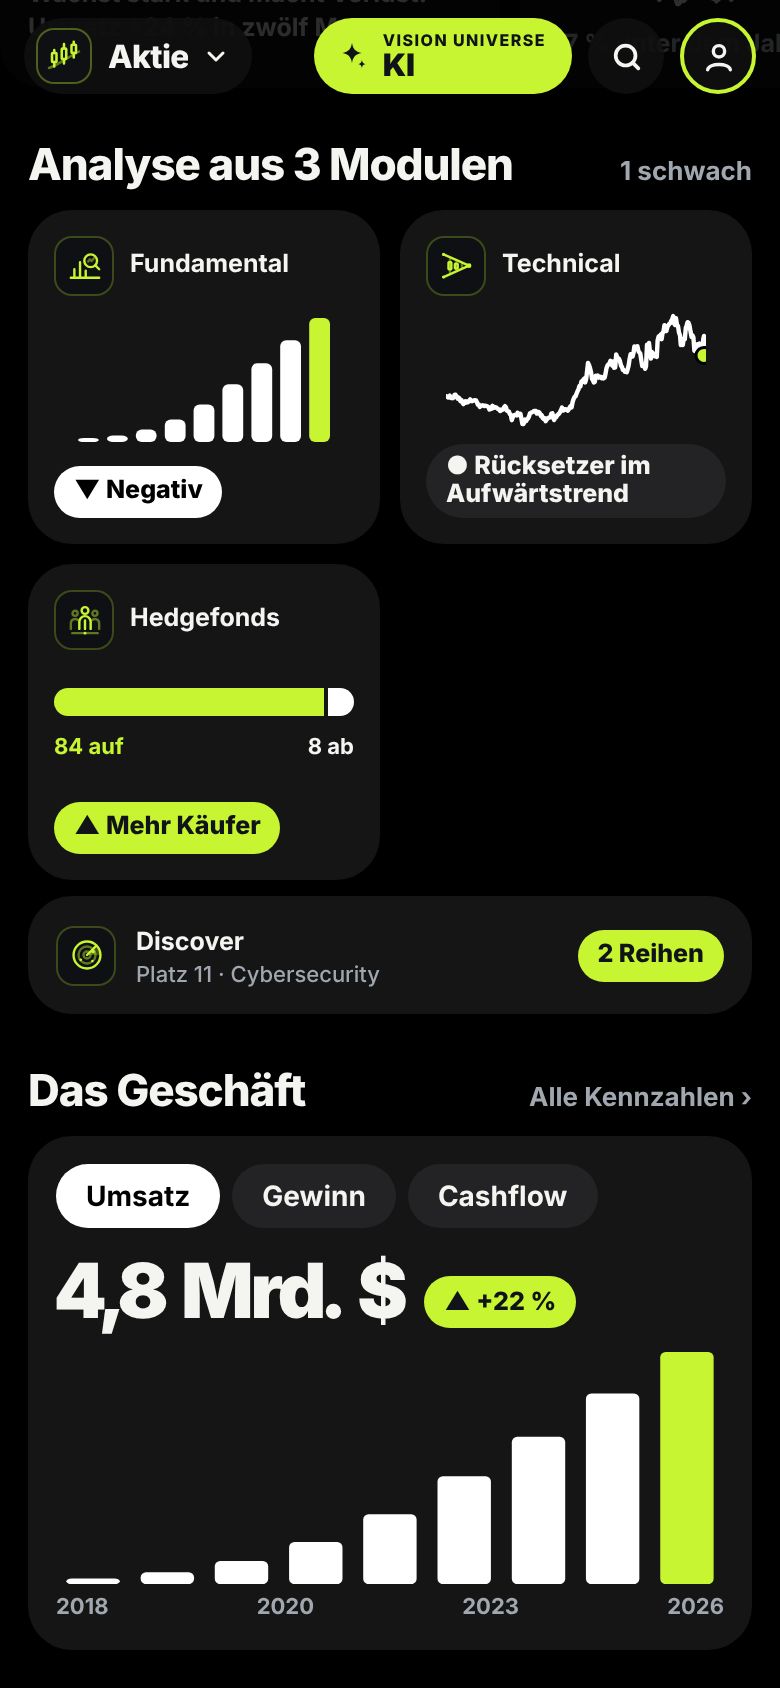 Aktie
VISION UNIVERSE
KI
Analyse aus 3 Modulen
1 schwach
Fundamental
Technical
▼ Negativ
● Rücksetzer im
Aufwärtstrend
Hedgefonds
84 auf
8 ab
▲ Mehr Käufer
Discover
Platz 11 · Cybersecurity
2 Reihen
Das Geschäft
Alle Kennzahlen ›
Umsatz
Gewinn
Cashflow
4,8 Mrd. $
▲ +22 %
2018
2020
2023
2026